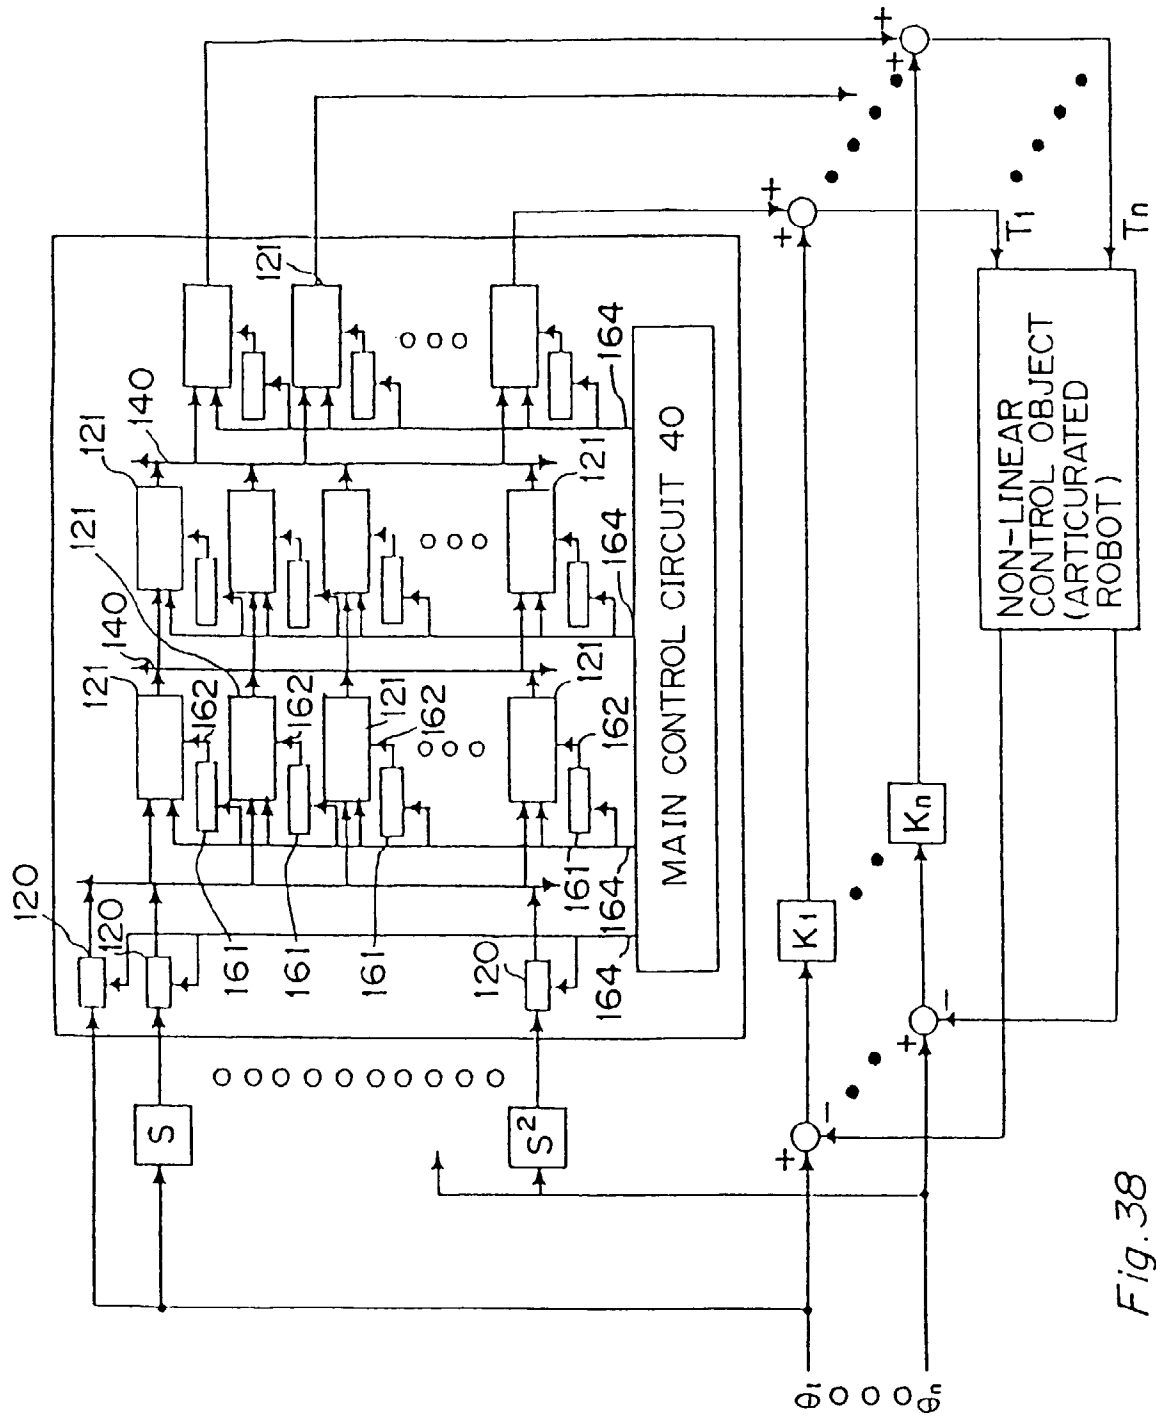 120
120
120
S
S²
161
161
161
161
162
162
162
162
164
164
164
164
121
121
121
121
121
121
121
121
140
140
MAIN CONTROL CIRCUIT 40
θ1
θn
+
−
+
−
K1
Kn
+
+
+
+
T1
Tn
NON-LINEAR
CONTROL OBJECT
(ARTICURATED
ROBOT)
Fig. 38